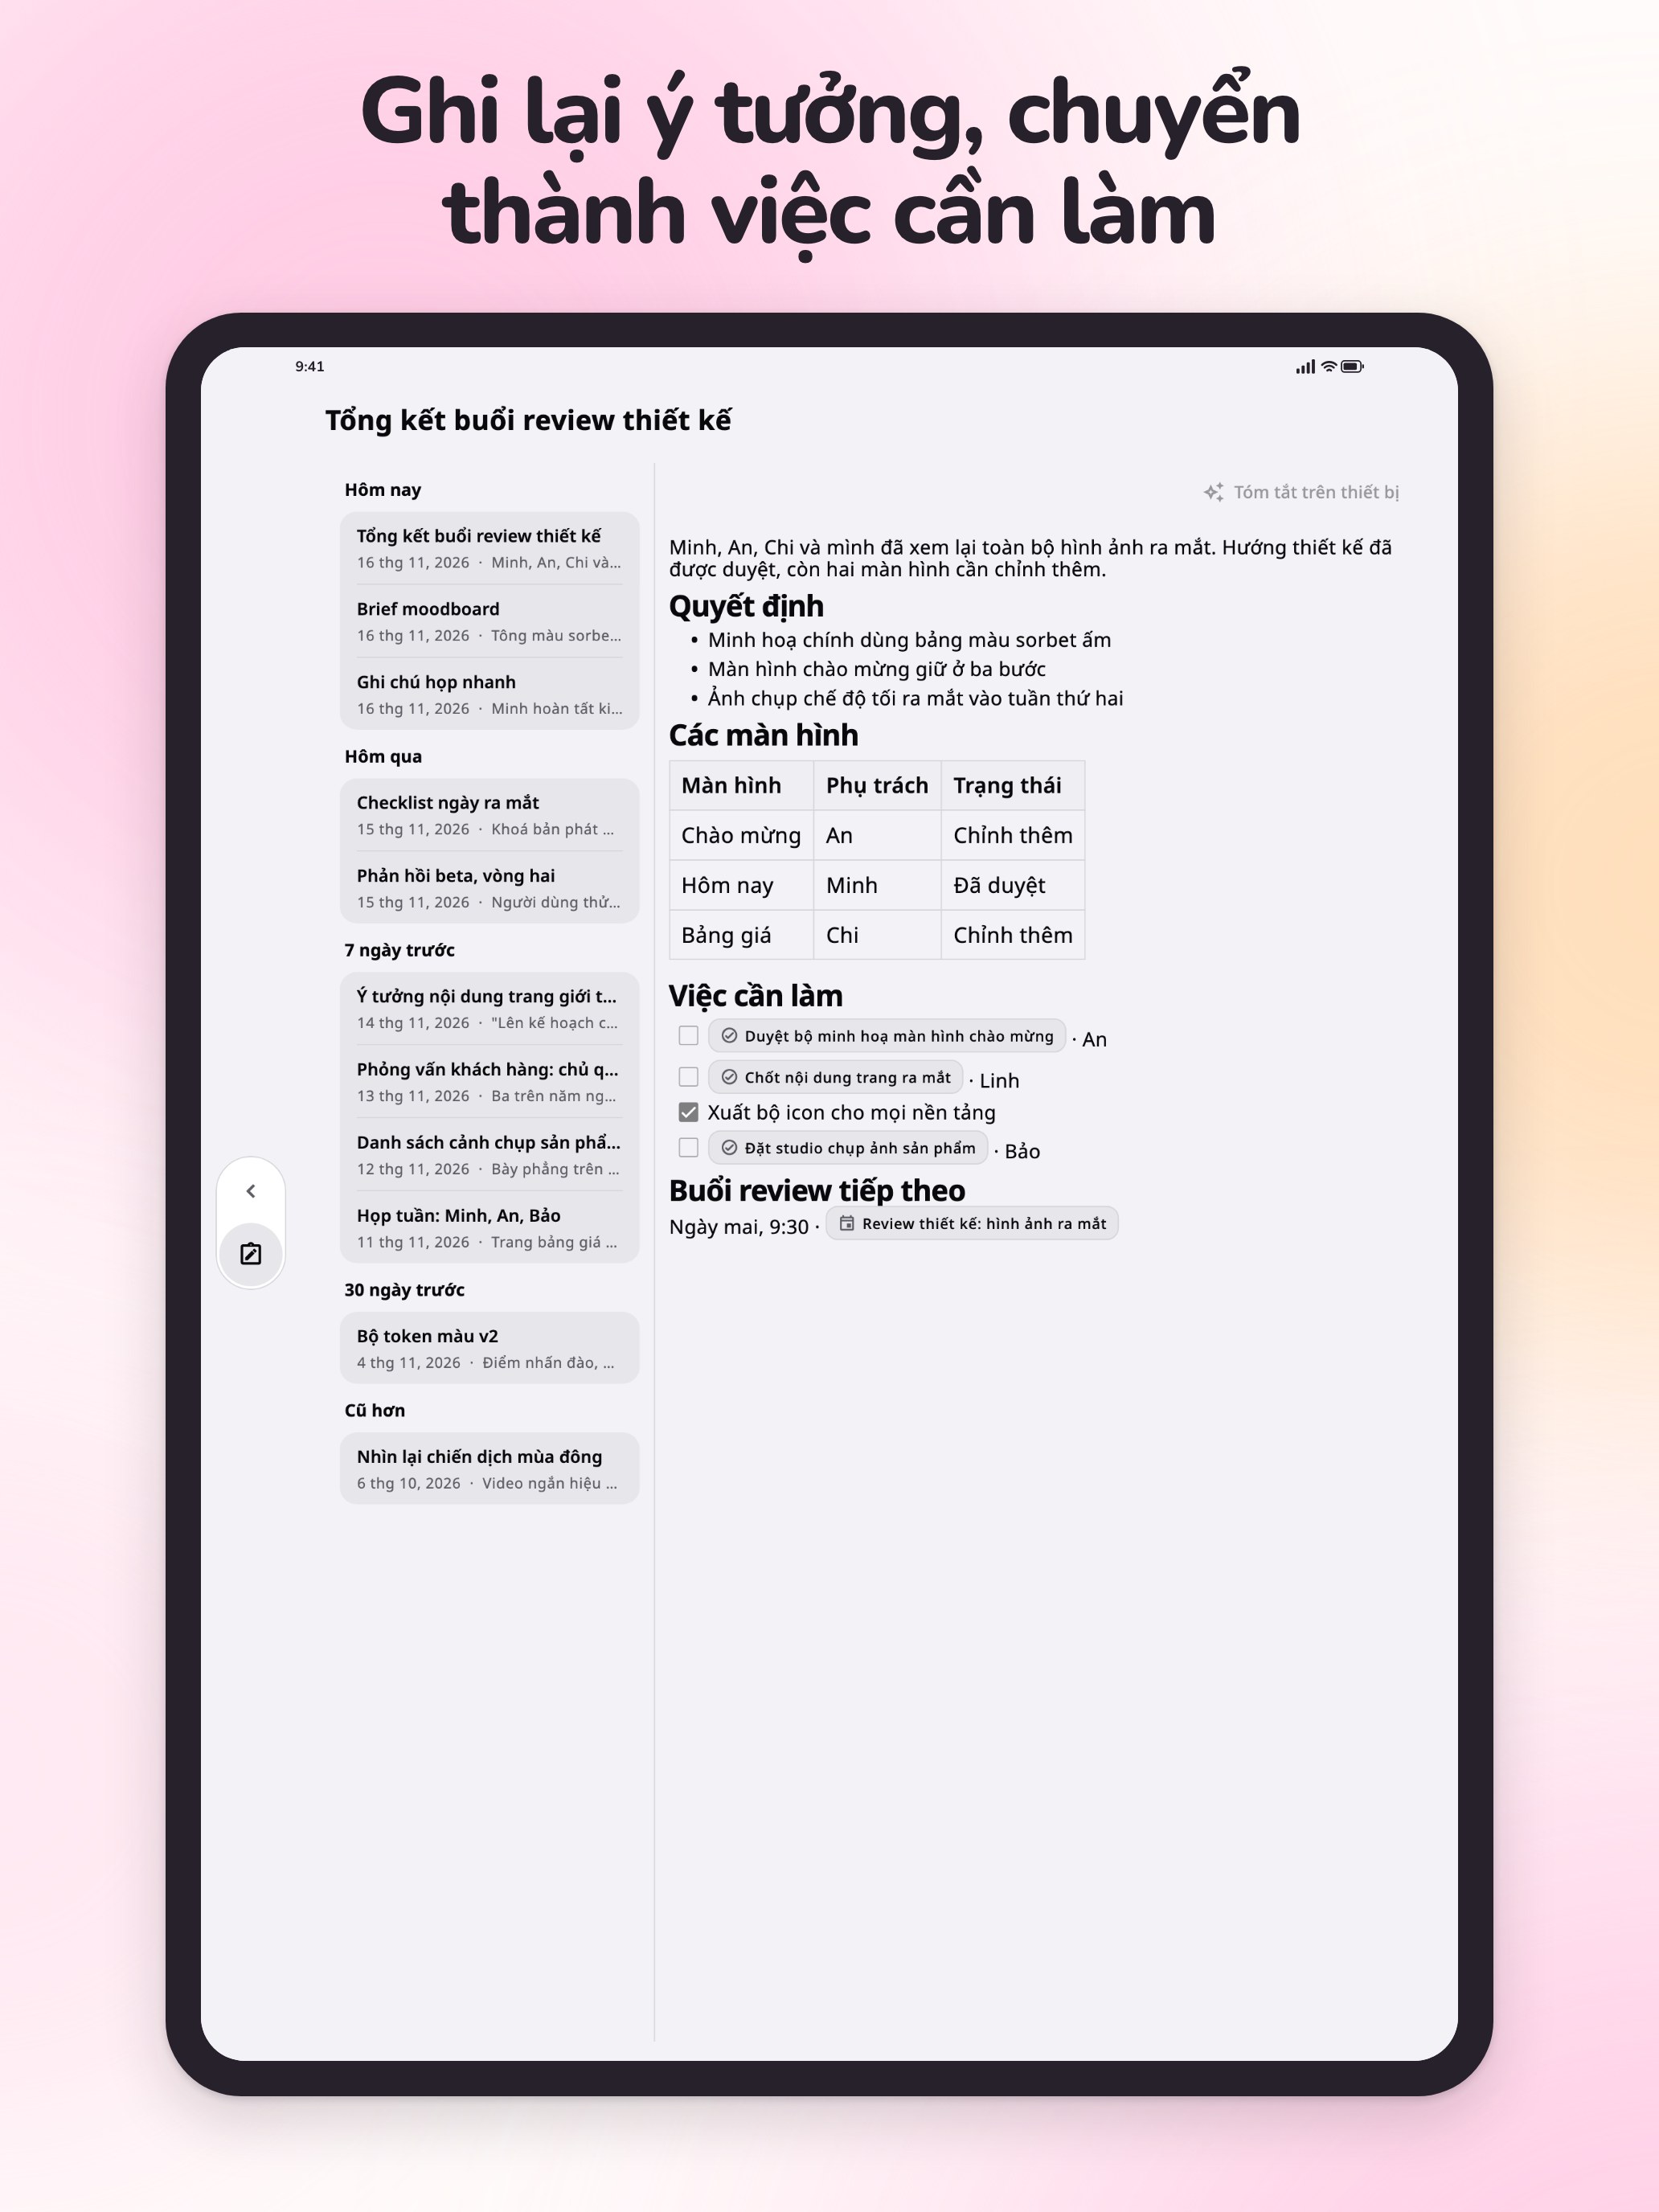 Ghi lại ý tưởng, chuyển
thành việc cần làm
9:41
Tổng kết buổi review thiết kế
Hôm nay
Tổng kết buổi review thiết kế
16 thg 11, 2026 · Minh, An, Chi và...
Brief moodboard
16 thg 11, 2026 · Tông màu sorbe...
Ghi chú họp nhanh
16 thg 11, 2026 · Minh hoàn tất ki...
Hôm qua
Checklist ngày ra mắt
15 thg 11, 2026 · Khoá bản phát ...
Phản hồi beta, vòng hai
15 thg 11, 2026 · Người dùng thử...
7 ngày trước
Ý tưởng nội dung trang giới t...
14 thg 11, 2026 · "Lên kế hoạch c...
Phỏng vấn khách hàng: chủ q...
13 thg 11, 2026 · Ba trên năm ng...
Danh sách cảnh chụp sản phẩ...
12 thg 11, 2026 · Bày phẳng trên ...
Họp tuần: Minh, An, Bảo
11 thg 11, 2026 · Trang bảng giá ...
30 ngày trước
Bộ token màu v2
4 thg 11, 2026 · Điểm nhấn đào, ...
Cũ hơn
Nhìn lại chiến dịch mùa đông
6 thg 10, 2026 · Video ngắn hiệu ...
Tóm tắt trên thiết bị
Minh, An, Chi và mình đã xem lại toàn bộ hình ảnh ra mắt. Hướng thiết kế đã
được duyệt, còn hai màn hình cần chỉnh thêm.
Quyết định
• Minh hoạ chính dùng bảng màu sorbet ấm
• Màn hình chào mừng giữ ở ba bước
• Ảnh chụp chế độ tối ra mắt vào tuần thứ hai
Các màn hình
Màn hình Phụ trách Trạng thái
Chào mừng An Chỉnh thêm
Hôm nay Minh Đã duyệt
Bảng giá Chi Chỉnh thêm
Việc cần làm
Duyệt bộ minh hoạ màn hình chào mừng · An
Chốt nội dung trang ra mắt · Linh
Xuất bộ icon cho mọi nền tảng
Đặt studio chụp ảnh sản phẩm · Bảo
Buổi review tiếp theo
Ngày mai, 9:30 · Review thiết kế: hình ảnh ra mắt